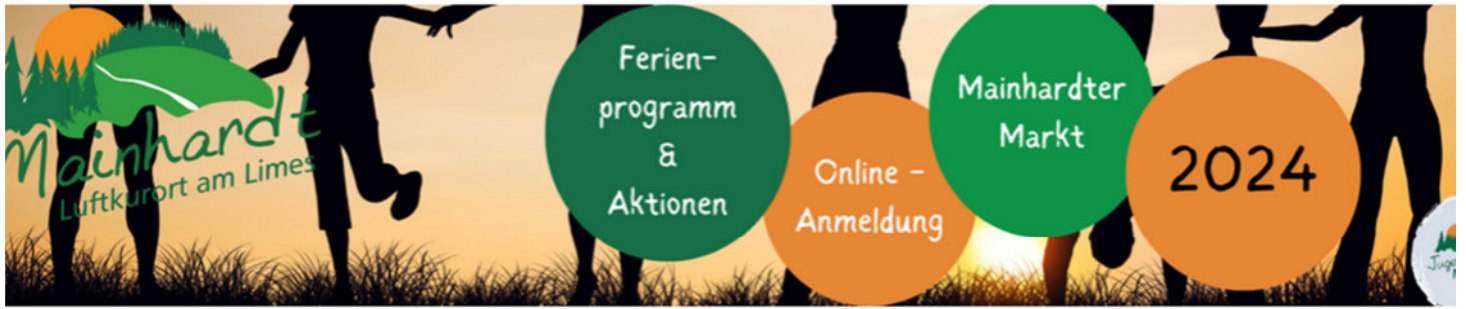 Mainhardt
Luftkurort am Limes
Ferien-
programm
&
Aktionen
Online -
Anmeldung
Mainhardter
Markt
2024